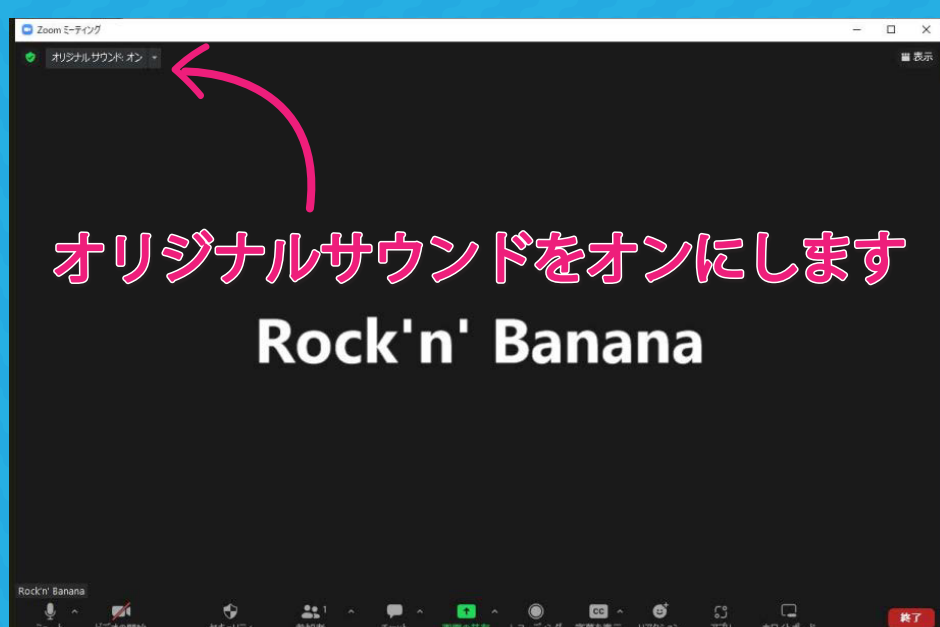 Zoom ミーティング
オリジナル サウンド: オン
表示
オリジナルサウンドをオンにします
Rock'n' Banana
Rock'n' Banana
1
CC
終了